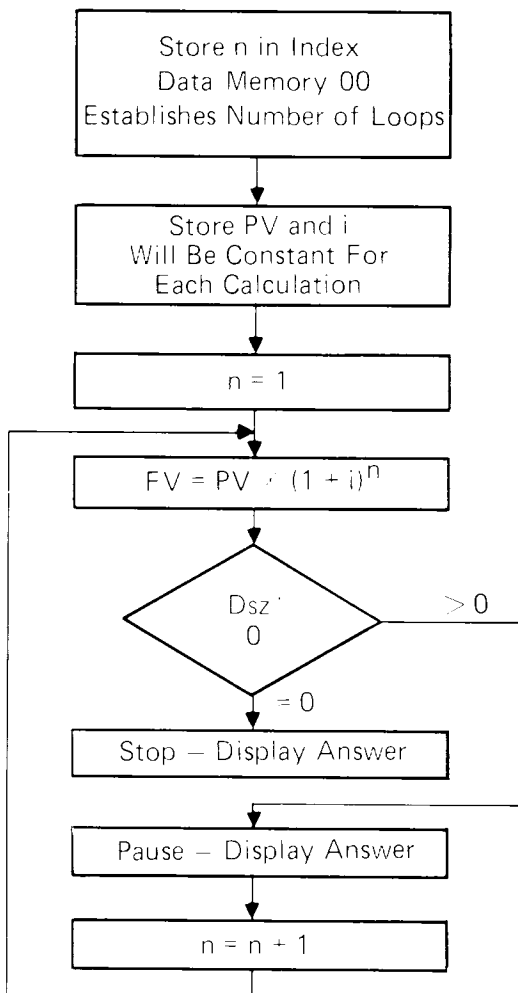 Store n in Index
Data Memory 00
Establishes Number of Loops
Store PV and i
Will Be Constant For
Each Calculation
n = 1
FV = PV × (1 + i)^n
Dsz
0
> 0
= 0
Stop – Display Answer
Pause – Display Answer
n = n + 1